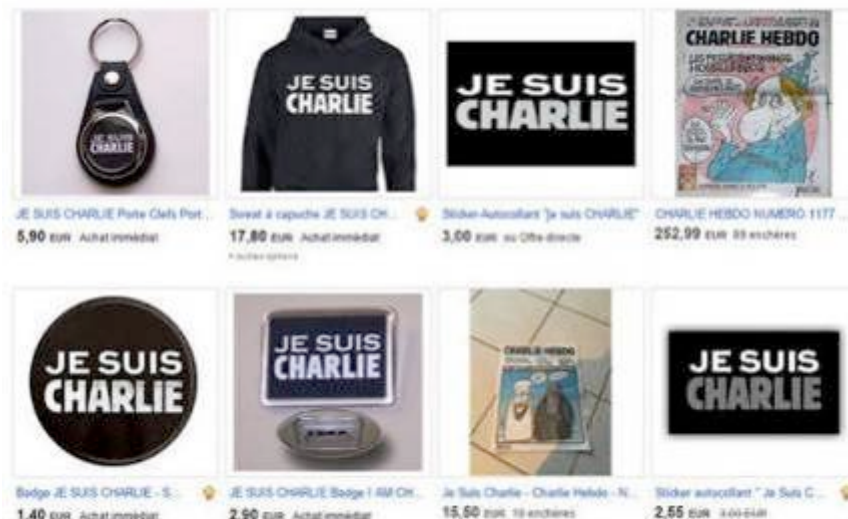 JE SUIS
CHARLIE
JE SUIS CHARLIE Porte Clefs Port...
5,90 EUR Achat immédiat
JE SUIS
CHARLIE
Sweat à capuche JE SUIS CH...
17,80 EUR Achat immédiat
+ autres options
JE SUIS
CHARLIE
Sticker Autocollant "je suis CHARLIE"
3,00 EUR ou Offre directe
CHARLIE HEBDO
CHARLIE HEBDO NUMERO 1177 ...
252,99 EUR 89 enchères
JE SUIS
CHARLIE
Badge JE SUIS CHARLIE - S...
1,40 EUR Achat immédiat
JE SUIS
CHARLIE
JE SUIS CHARLIE Badge I AM CH...
2,90 EUR Achat immédiat
CHARLIE HEBDO
Je Suis Charlie - Charlie Hebdo - N...
15,50 EUR 10 enchères
JE SUIS
CHARLIE
Sticker autocollant " Je Suis C...
2,55 EUR 3,00 EUR